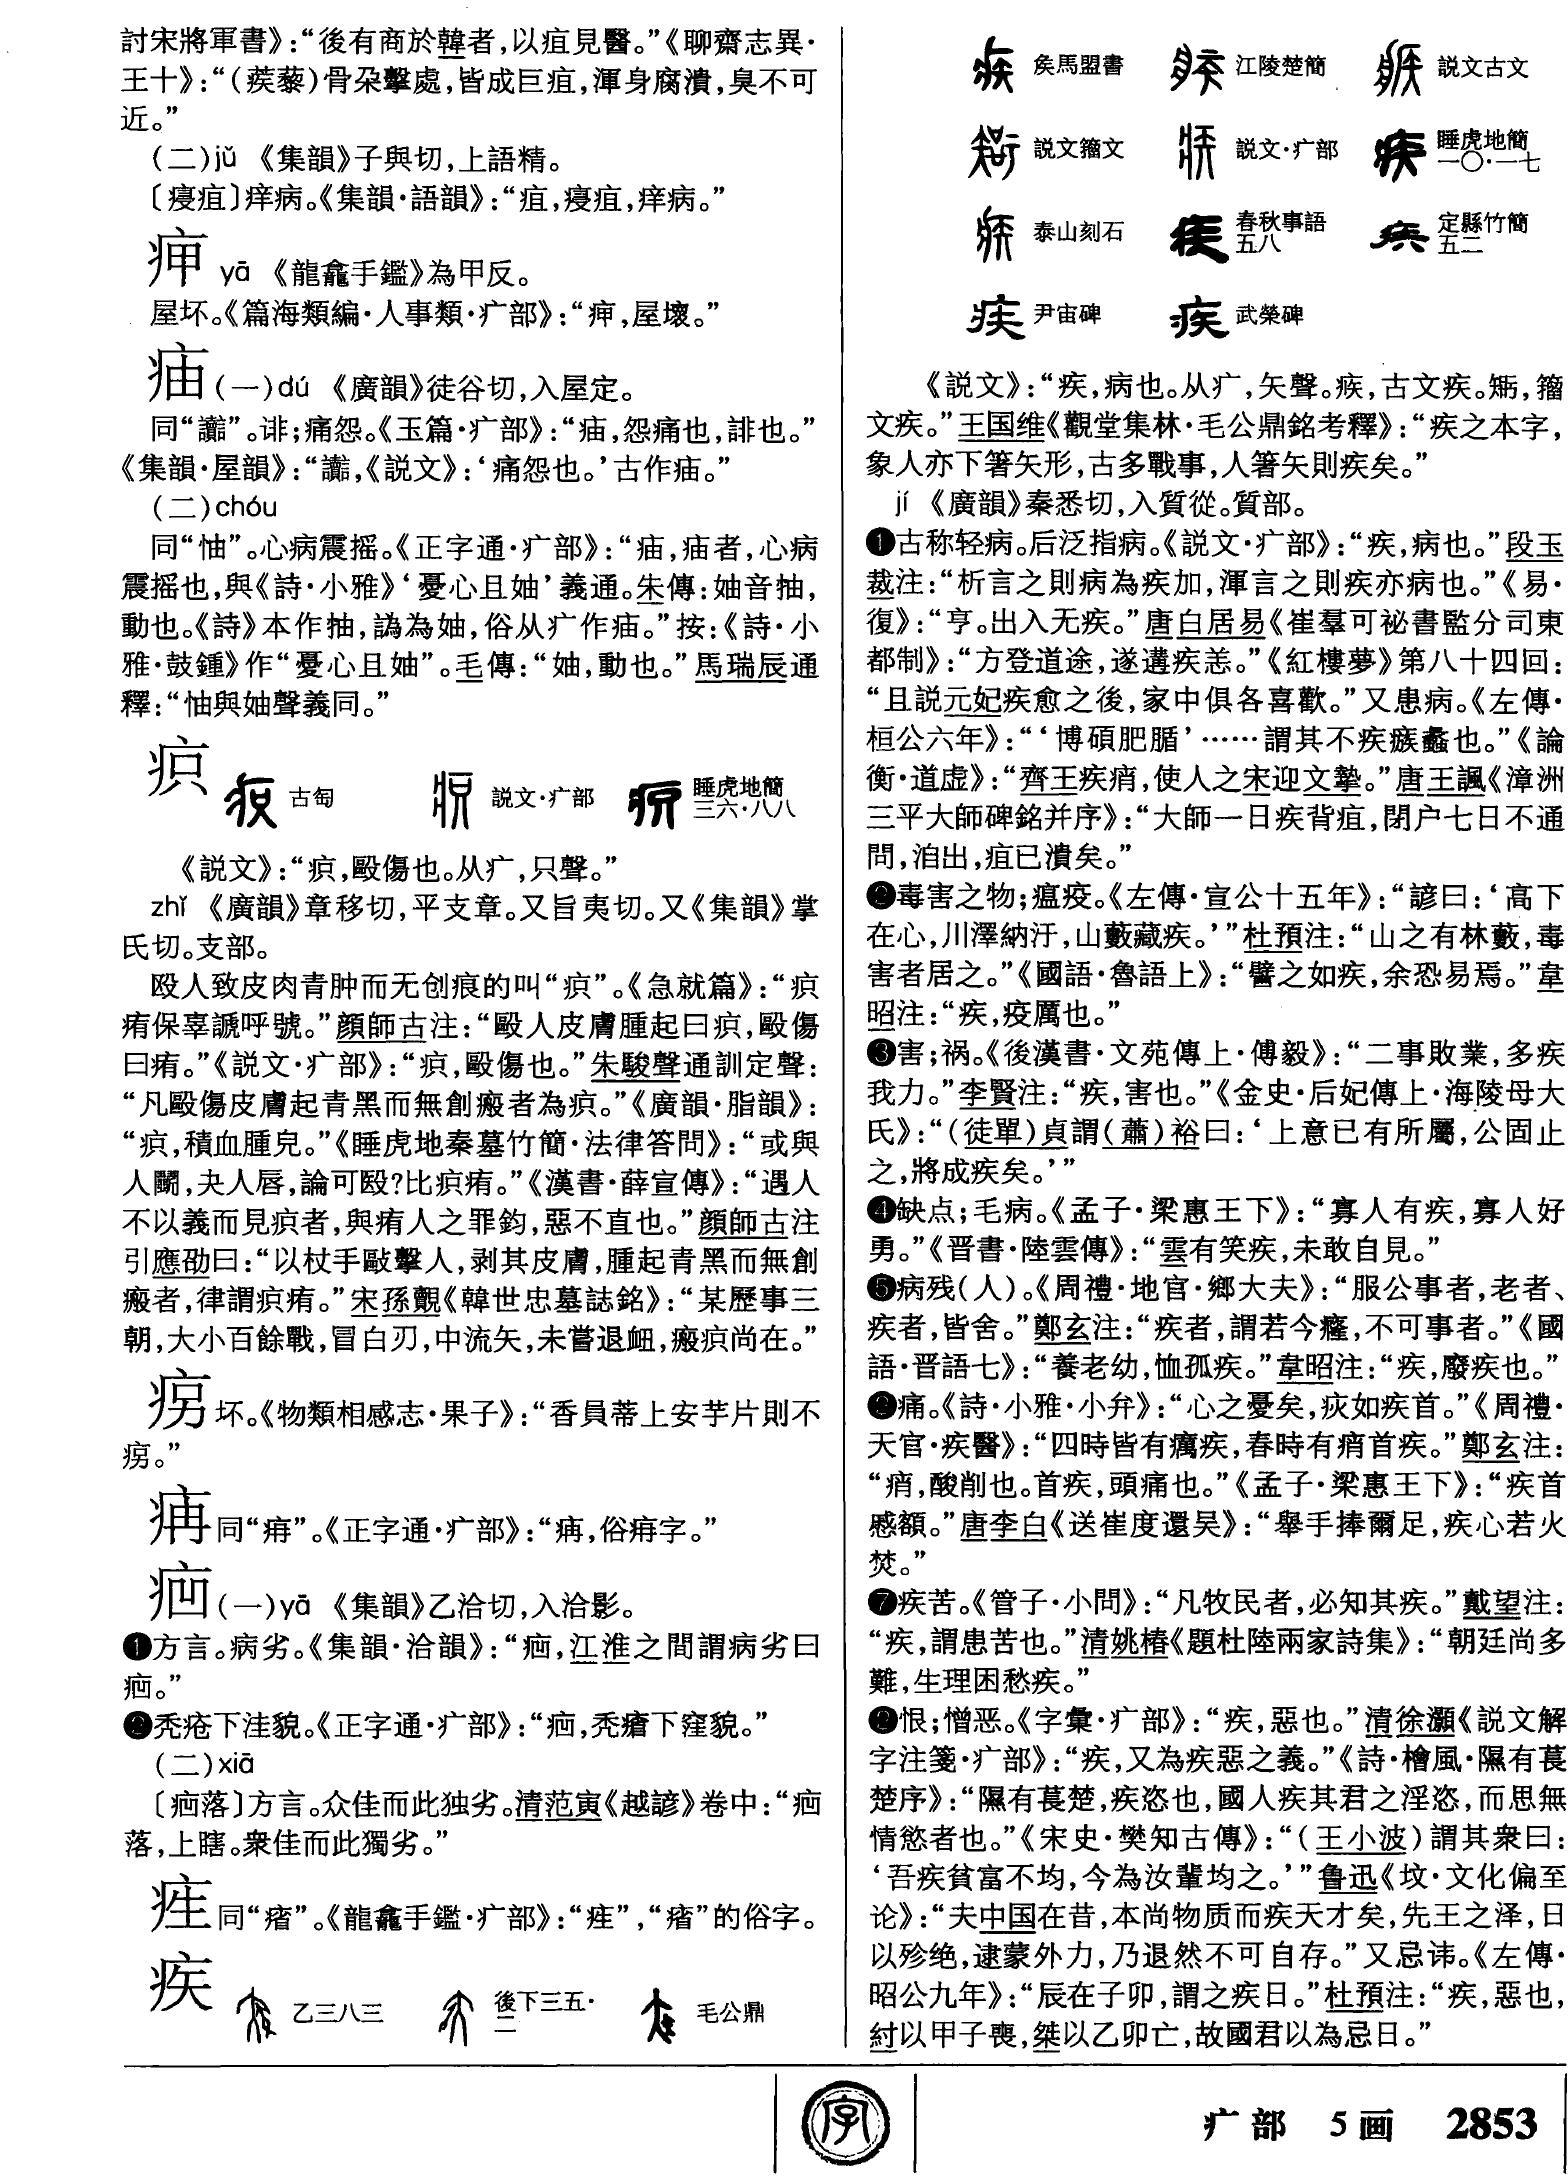 討宋將軍書》:“後有商於韓者,以疽見醫。”《聊齋志異·
王十》:“(蒺藜)骨朵擊處,皆成巨疽,渾身腐潰,臭不可
近。”
(二)jǔ 《集韻》子與切,上語精。
〔㾛疽〕痒病。《集韻·語韻》:“疽,㾛疽,痒病。”
𤵘 yā 《龍龕手鑑》為甲反。
屋坏。《篇海類編·人事類·疒部》:“𤵘,屋壞。”
㾄(一)dú 《廣韻》徒谷切,入屋定。
同“讟”。诽;痛怨。《玉篇·疒部》:“㾄,怨痛也,誹也。”
《集韻·屋韻》:“讟,《説文》:‘痛怨也。’古作㾄。”
(二)chóu
同“怞”。心病震摇。《正字通·疒部》:“㾄,㾄者,心病
震摇也,與《詩·小雅》‘憂心且妯’義通。朱傳:妯音抽,
動也。《詩》本作抽,譌為妯,俗从疒作㾄。”按:《詩·小
雅·鼓鍾》作“憂心且妯”。毛傳:“妯,動也。”馬瑞辰通
釋:“怞與妯聲義同。”
疻
古匋 説文·疒部 睡虎地簡三六·八八
《説文》:“疻,毆傷也。从疒,只聲。”
zhǐ 《廣韻》章移切,平支章。又旨夷切。又《集韻》掌
氏切。支部。
殴人致皮肉青肿而无创痕的叫“疻”。《急就篇》:“疻
痏保辜謕呼號。”顔師古注:“毆人皮膚腫起曰疻,毆傷
曰痏。”《説文·疒部》:“疻,毆傷也。”朱駿聲通訓定聲:
“凡毆傷皮膚起青黑而無創瘢者為疻。”《廣韻·脂韻》:
“疻,積血腫皃。”《睡虎地秦墓竹簡·法律答問》:“或與
人鬭,夬人唇,論可殹?比疻痏。”《漢書·薛宣傳》:“遇人
不以義而見疻者,與痏人之罪鈞,惡不直也。”顔師古注
引應劭曰:“以杖手毆擊人,剥其皮膚,腫起青黑而無創
瘢者,律謂疻痏。”宋孫覿《韓世忠墓誌銘》:“某歷事三
朝,大小百餘戰,冒白刃,中流矢,未嘗退衄,瘢疻尚在。”
㾈坏。《物類相感志·果子》:“香員蒂上安芋片則不
㾈。”
𤵸同“㾊”。《正字通·疒部》:“𤵸,俗㾊字。”
𤵹(一)yā 《集韻》乙洽切,入洽影。
❶方言。病劣。《集韻·洽韻》:“𤵹,江淮之間謂病劣曰
𤵹。”
❷秃疮下洼貌。《正字通·疒部》:“𤵹,秃瘡下窪貌。”
(二)xiā
〔𤵹落〕方言。众佳而此独劣。清范寅《越諺》卷中:“𤵹
落,上瞎。衆佳而此獨劣。”
𤵛同“㾪”。《龍龕手鑑·疒部》:“𤵛”,“㾪”的俗字。
疾
乙三八三 後下三五·二 毛公鼎
矦馬盟書 江陵楚簡 説文古文
説文籀文 説文·疒部 睡虎地簡一〇·一七
泰山刻石 春秋事語五八 定縣竹簡五二
尹宙碑 武榮碑
《説文》:“疾,病也。从疒,矢聲。𤶅,古文疾。𥏢,籀
文疾。”王国维《觀堂集林·毛公鼎銘考釋》:“疾之本字,
象人亦下箸矢形,古多戰事,人箸矢則疾矣。”
jí 《廣韻》秦悉切,入質從。質部。
❶古称轻病。后泛指病。《説文·疒部》:“疾,病也。”段玉
裁注:“析言之則病為疾加,渾言之則疾亦病也。”《易·
復》:“亨。出入无疾。”唐白居易《崔羣可祕書監分司東
都制》:“方登道途,遂遘疾恙。”《紅樓夢》第八十四回:
“且説元妃疾愈之後,家中俱各喜歡。”又患病。《左傳·
桓公六年》:“‘博碩肥腯’……謂其不疾瘯蠡也。”《論
衡·道虚》:“齊王疾痟,使人之宋迎文摯。”唐王諷《漳洲
三平大師碑銘并序》:“大師一日疾背疽,閉户七日不通
問,洎出,疽已潰矣。”
❷毒害之物;瘟疫。《左傳·宣公十五年》:“諺曰:‘高下
在心,川澤納汙,山藪藏疾。’”杜預注:“山之有林藪,毒
害者居之。”《國語·魯語上》:“譬之如疾,余恐易焉。”韋
昭注:“疾,疫厲也。”
❸害;祸。《後漢書·文苑傳上·傅毅》:“二事敗業,多疾
我力。”李賢注:“疾,害也。”《金史·后妃傳上·海陵母大
氏》:“(徒單)貞謂(蕭)裕曰:‘上意已有所屬,公固止
之,將成疾矣。’”
❹缺点;毛病。《孟子·梁惠王下》:“寡人有疾,寡人好
勇。”《晋書·陸雲傳》:“雲有笑疾,未敢自見。”
❺病残(人)。《周禮·地官·鄉大夫》:“服公事者,老者、
疾者,皆舍。”鄭玄注:“疾者,謂若今癃,不可事者。”《國
語·晋語七》:“養老幼,恤孤疾。”韋昭注:“疾,廢疾也。”
❻痛。《詩·小雅·小弁》:“心之憂矣,疢如疾首。”《周禮·
天官·疾醫》:“四時皆有癘疾,春時有痟首疾。”鄭玄注:
“痟,酸削也。首疾,頭痛也。”《孟子·梁惠王下》:“疾首
慼頞。”唐李白《送崔度還吴》:“舉手捧爾足,疾心若火
焚。”
❼疾苦。《管子·小問》:“凡牧民者,必知其疾。”戴望注:
“疾,謂患苦也。”清姚椿《題杜陸兩家詩集》:“朝廷尚多
難,生理困愁疾。”
❽恨;憎恶。《字彙·疒部》:“疾,惡也。”清徐灝《説文解
字注箋·疒部》:“疾,又為疾惡之義。”《詩·檜風·隰有萇
楚序》:“隰有萇楚,疾恣也,國人疾其君之淫恣,而思無
情慾者也。”《宋史·樊知古傳》:“(王小波)謂其衆曰:
‘吾疾貧富不均,今為汝輩均之。’”鲁迅《坟·文化偏至
论》:“夫中国在昔,本尚物质而疾天才矣,先王之泽,日
以殄绝,逮蒙外力,乃退然不可自存。”又忌讳。《左傳·
昭公九年》:“辰在子卯,謂之疾日。”杜預注:“疾,惡也,
紂以甲子喪,桀以乙卯亡,故國君以為忌日。”
字
疒部 5画 2853